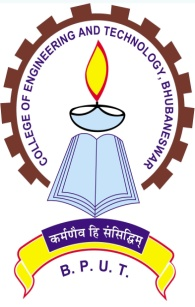 COLLEGE OF ENGINEERING AND TECHNOLOGY, BHUBANESWAR
कर्मणैव हि संसिद्धिम्
B. P. U. T.